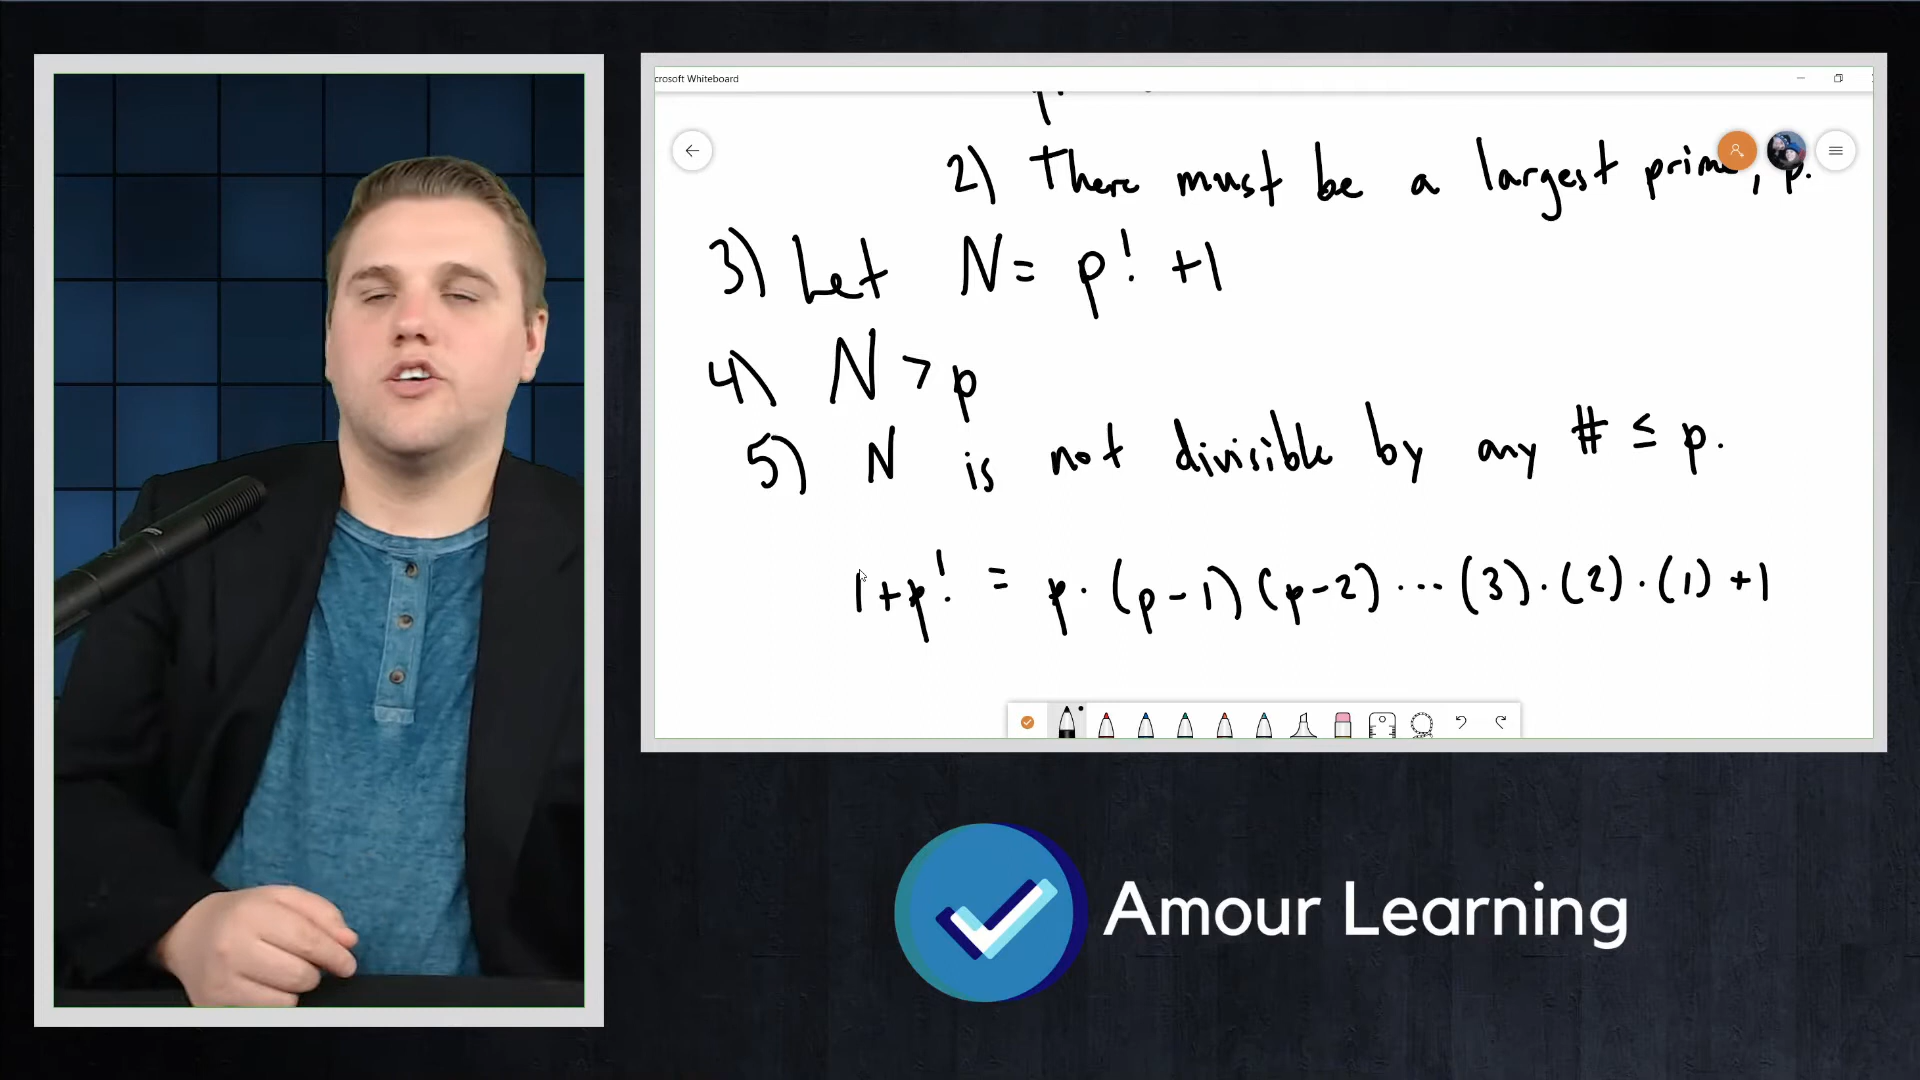 crosoft Whiteboard
2) There must be a largest prime, p.
3) Let N = p! +1
4) N > p
5) N is not divisible by any # ≤ p.
1+p! = p · (p-1) (p-2) ··· (3) · (2) · (1) +1
Amour Learning